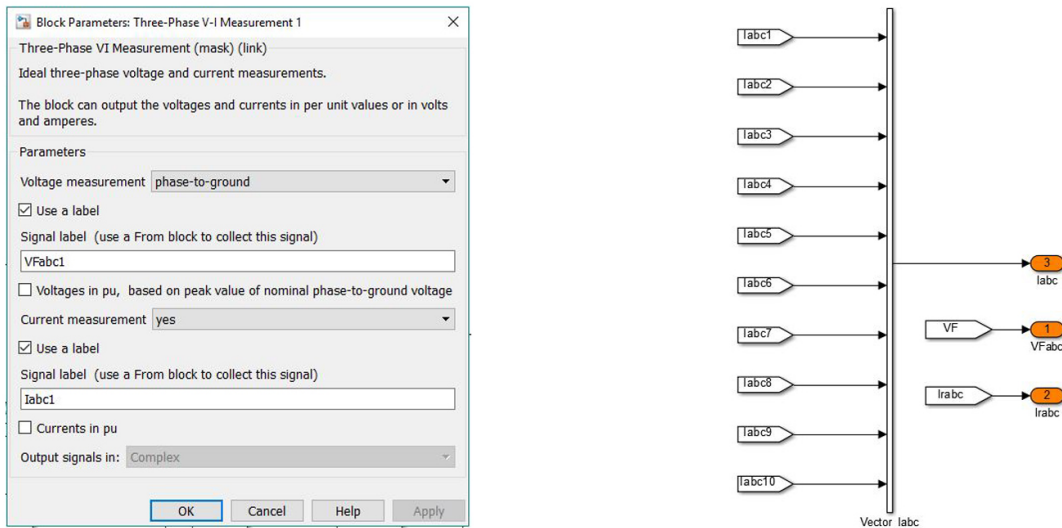 Block Parameters: Three-Phase V-I Measurement 1
Three-Phase VI Measurement (mask) (link)
Ideal three-phase voltage and current measurements.
The block can output the voltages and currents in per unit values or in volts
and amperes.
Parameters
Voltage measurement phase-to-ground
Use a label
Signal label (use a From block to collect this signal)
VFabc1
Voltages in pu, based on peak value of nominal phase-to-ground voltage
Current measurement yes
Use a label
Signal label (use a From block to collect this signal)
Iabc1
Currents in pu
Output signals in: Complex
OK Cancel Help Apply
Iabc1
Iabc2
Iabc3
Iabc4
Iabc5
Iabc6
Iabc7
Iabc8
Iabc9
Iabc10
Vector Iabc
3
Iabc
VF
1
VFabc
Irabc
2
Irabc